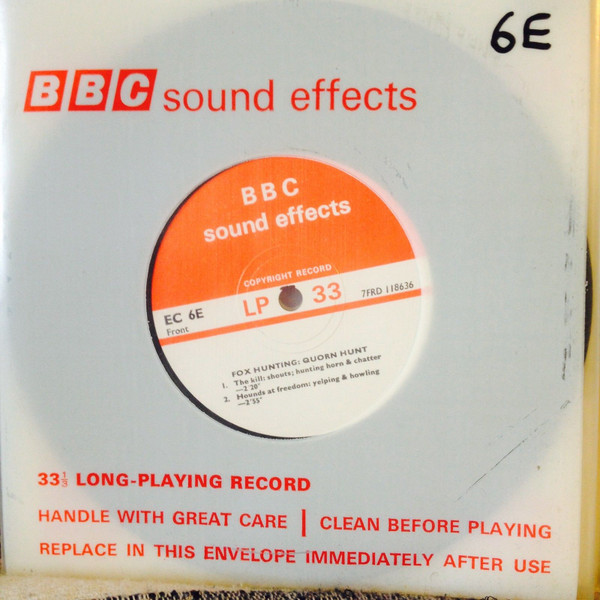 6E
BBC sound effects
BBC
sound effects
COPYRIGHT RECORD
EC 6E
Front
LP 33
7FRD 118636
FOX HUNTING: QUORN HUNT
1. The kill: shouts; hunting horn & chatter
—2'20"
2. Hounds at freedom: yelping & howling
—2'55"
33⅓ LONG-PLAYING RECORD
HANDLE WITH GREAT CARE | CLEAN BEFORE PLAYING
REPLACE IN THIS ENVELOPE IMMEDIATELY AFTER USE